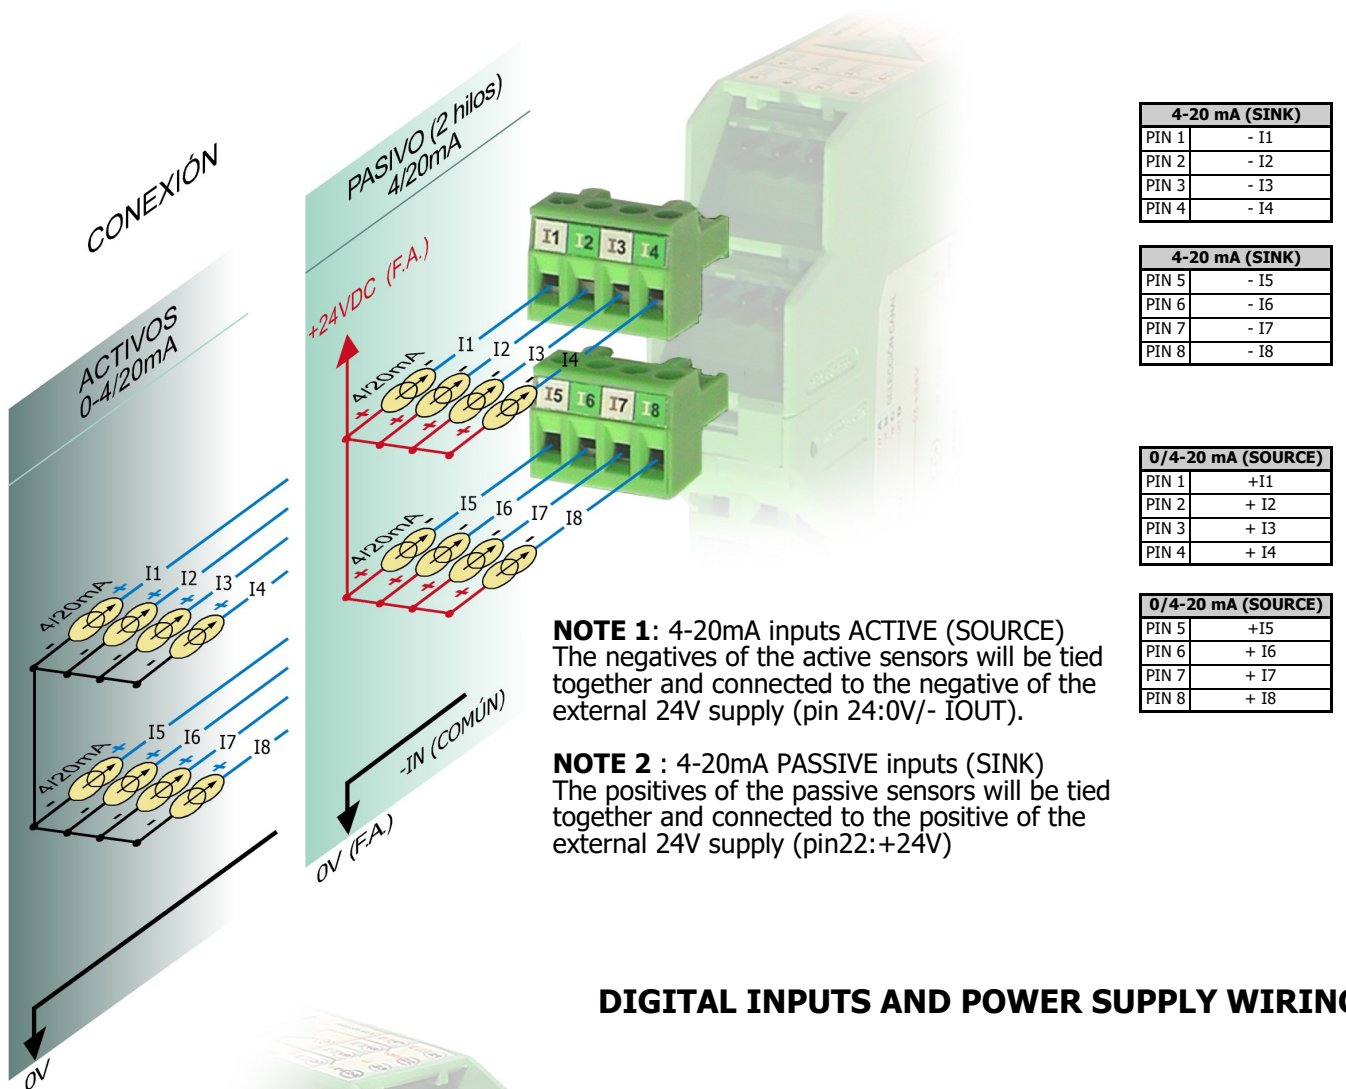 CONEXIÓN
PASIVO (2 hilos)
4/20mA
+24VDC (F.A.)
I1 I2 I3 I4
4/20mA
I1
I2
I3
I4
I5 I6 I7 I8
4/20mA
I5
I6
I7
I8
-IN (COMÚN)
0V (F.A.)
ACTIVOS
0-4/20mA
4/20mA
I1
I2
I3
I4
4/20mA
I5
I6
I7
I8
0V
SELECCIÓN CANAL
4-20 mA (SINK)
PIN 1 - I1
PIN 2 - I2
PIN 3 - I3
PIN 4 - I4
4-20 mA (SINK)
PIN 5 - I5
PIN 6 - I6
PIN 7 - I7
PIN 8 - I8
0/4-20 mA (SOURCE)
PIN 1 +I1
PIN 2 + I2
PIN 3 + I3
PIN 4 + I4
0/4-20 mA (SOURCE)
PIN 5 +I5
PIN 6 + I6
PIN 7 + I7
PIN 8 + I8
NOTE 1: 4-20mA inputs ACTIVE (SOURCE)
The negatives of the active sensors will be tied
together and connected to the negative of the
external 24V supply (pin 24:0V/- IOUT).
NOTE 2 : 4-20mA PASSIVE inputs (SINK)
The positives of the passive sensors will be tied
together and connected to the positive of the
external 24V supply (pin22:+24V)
DIGITAL INPUTS AND POWER SUPPLY WIRING